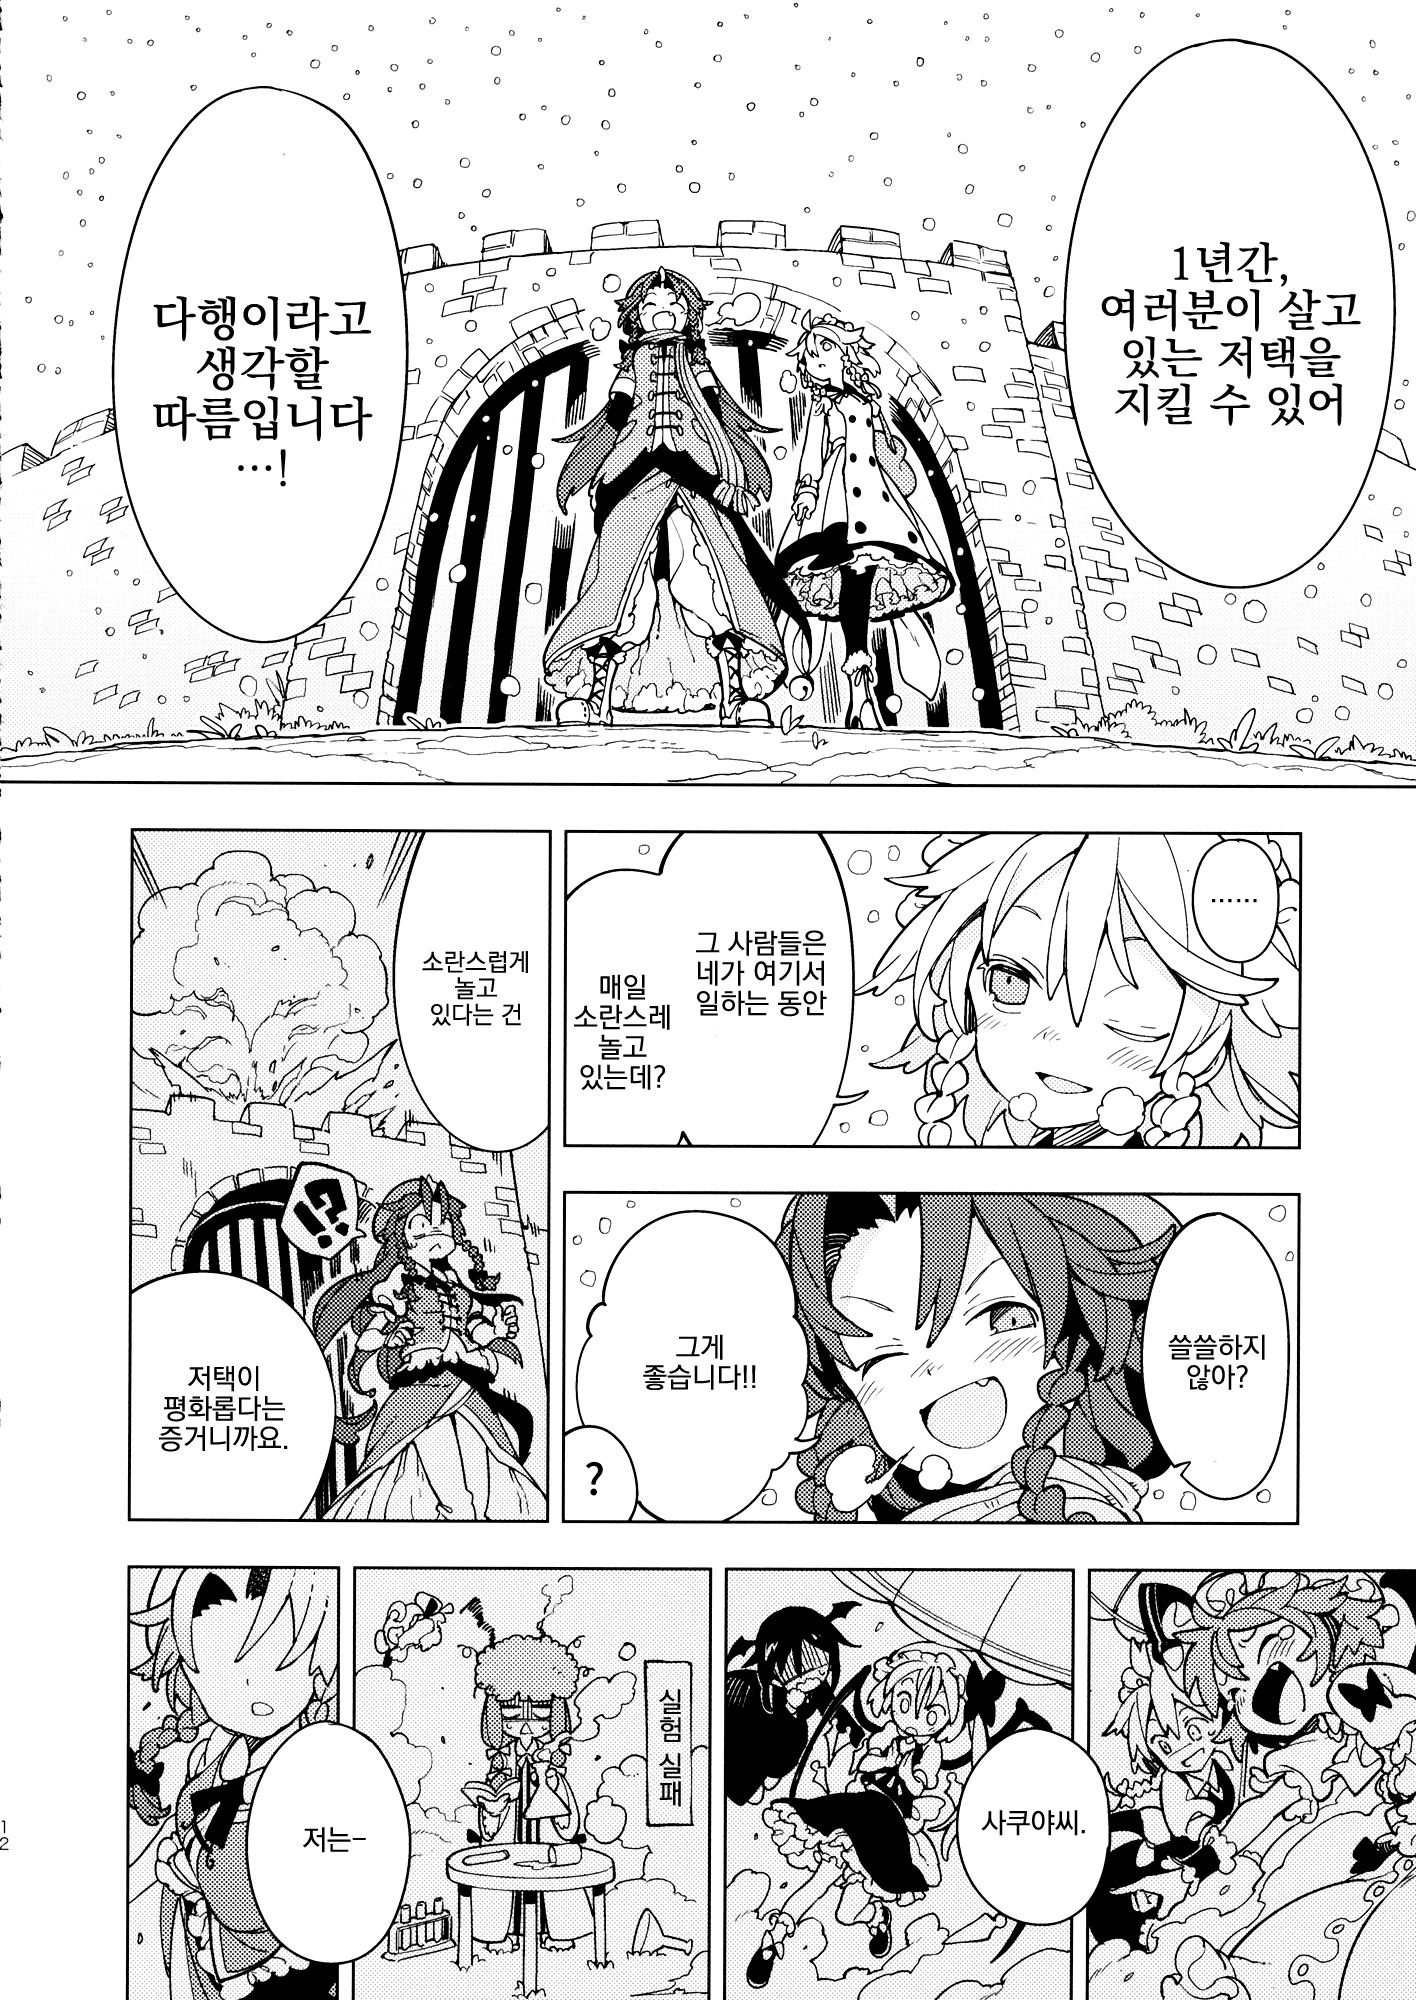 1년간,
여러분이 살고
있는 저택을
지킬 수 있어
다행이라고
생각할
따름입니다
…!
……
그 사람들은
네가 여기서
일하는 동안
매일
소란스레
놀고
있는데?
쓸쓸하지
않아?
그게
좋습니다!!
?
소란스럽게
놀고
있다는 건
!?
저택이
평화롭다는
증거니까요.
사쿠야씨.
실험 실패
저는-
12